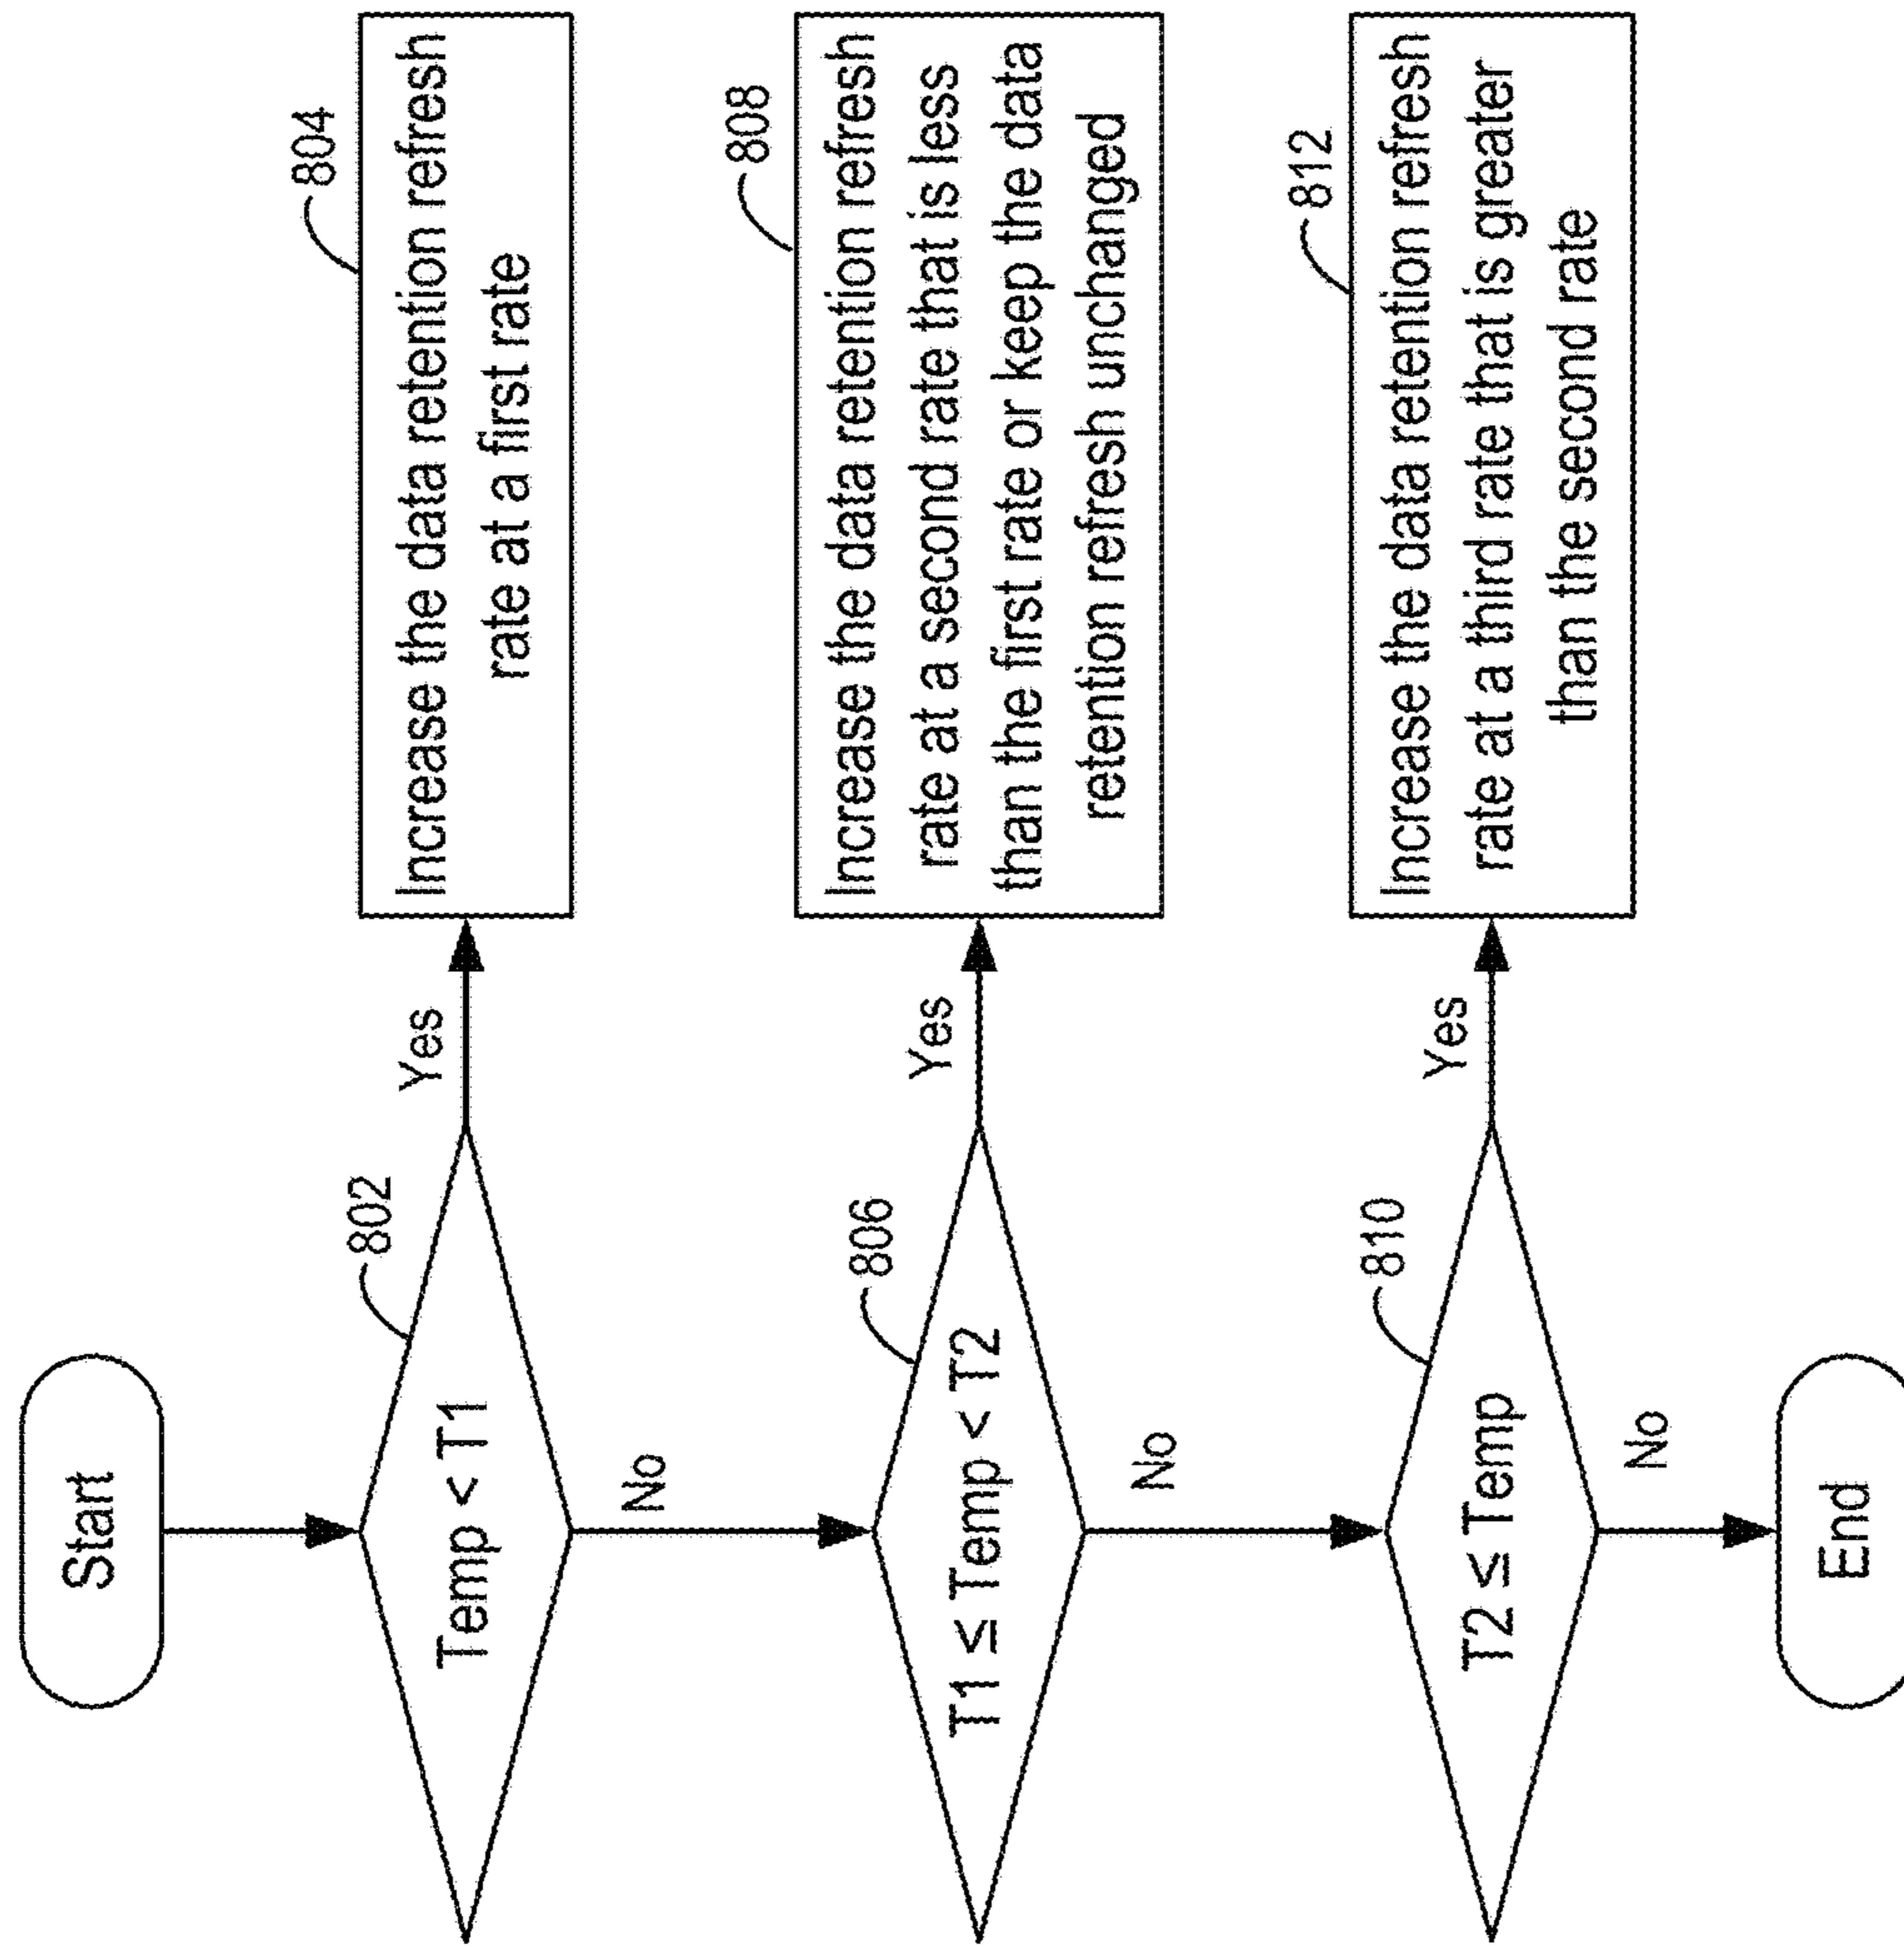 Start
802
Temp < T1
Yes
804
Increase the data retention refresh
rate at a first rate
No
806
T1 ≤ Temp < T2
Yes
808
Increase the data retention refresh
rate at a second rate that is less
than the first rate or keep the data
retention refresh unchanged
No
810
T2 ≤ Temp
Yes
812
Increase the data retention refresh
rate at a third rate that is greater
than the second rate
No
End